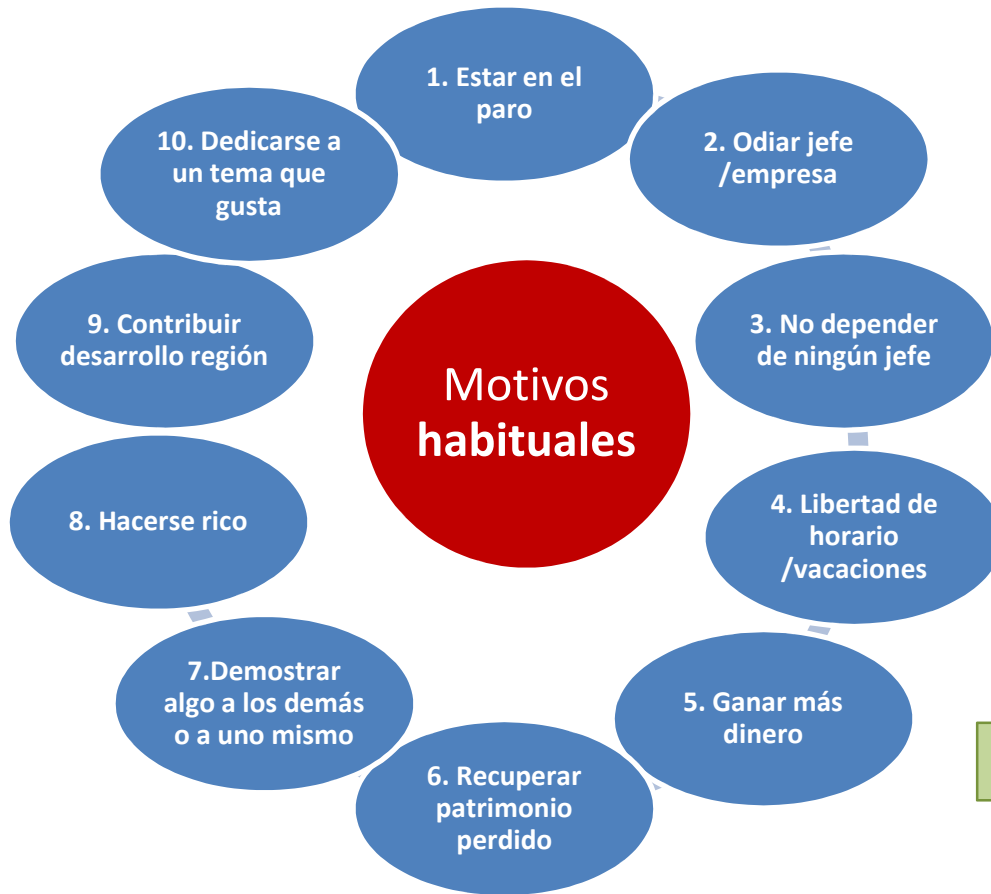 1. Estar en el
paro
2. Odiar jefe
/empresa
3. No depender
de ningún jefe
4. Libertad de
horario
/vacaciones
5. Ganar más
dinero
6. Recuperar
patrimonio
perdido
7.Demostrar
algo a los demás
o a uno mismo
8. Hacerse rico
9. Contribuir
desarrollo región
10. Dedicarse a
un tema que
gusta
Motivos
habituales